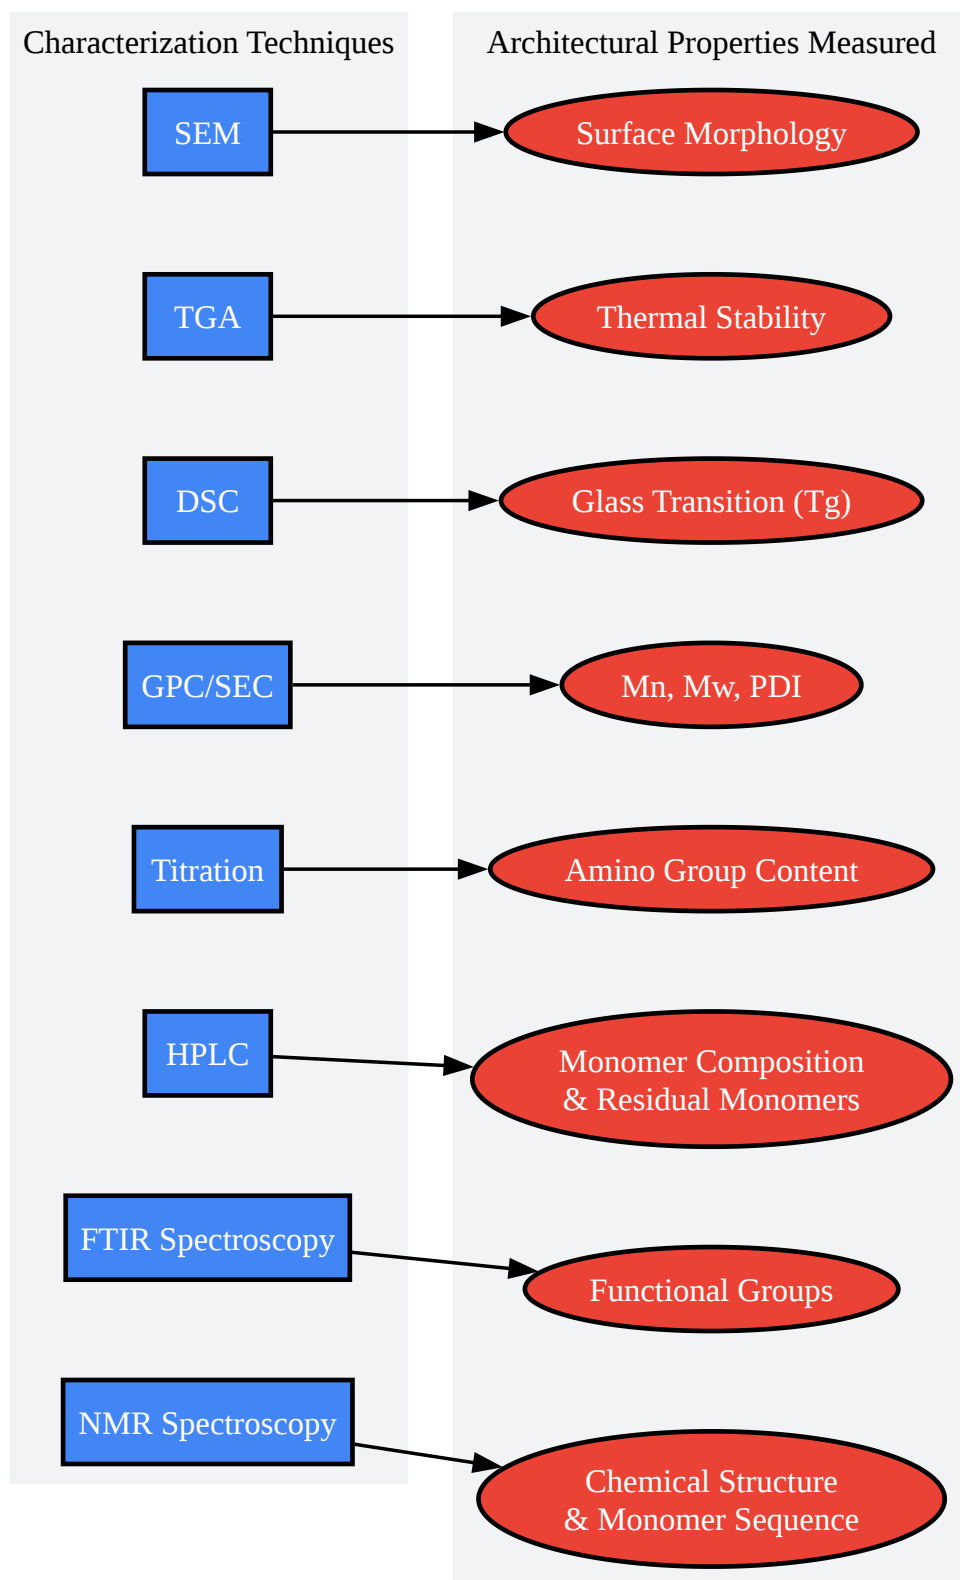 Characterization Techniques
Architectural Properties Measured
SEM
Surface Morphology
TGA
Thermal Stability
DSC
Glass Transition (Tg)
GPC/SEC
Mn, Mw, PDI
Titration
Amino Group Content
HPLC
Monomer Composition
& Residual Monomers
FTIR Spectroscopy
Functional Groups
NMR Spectroscopy
Chemical Structure
& Monomer Sequence